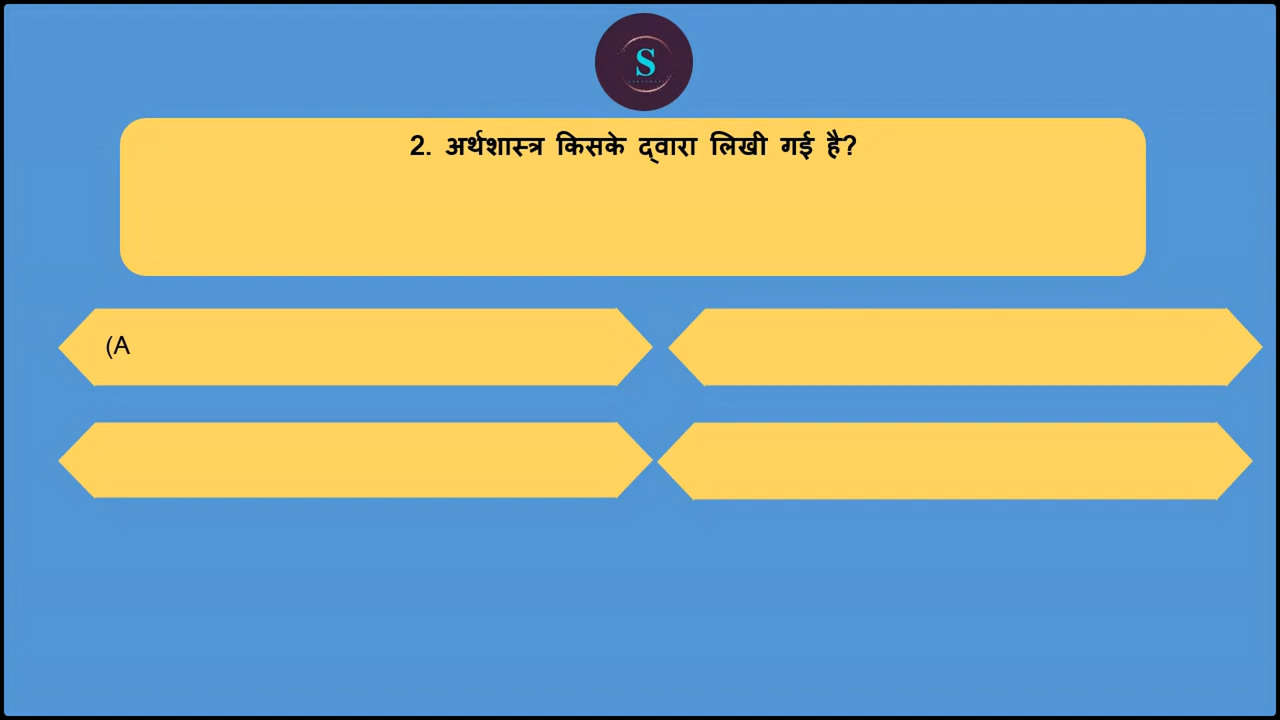 S
2. अर्थशास्त्र किसके द्वारा लिखी गई है?
(A